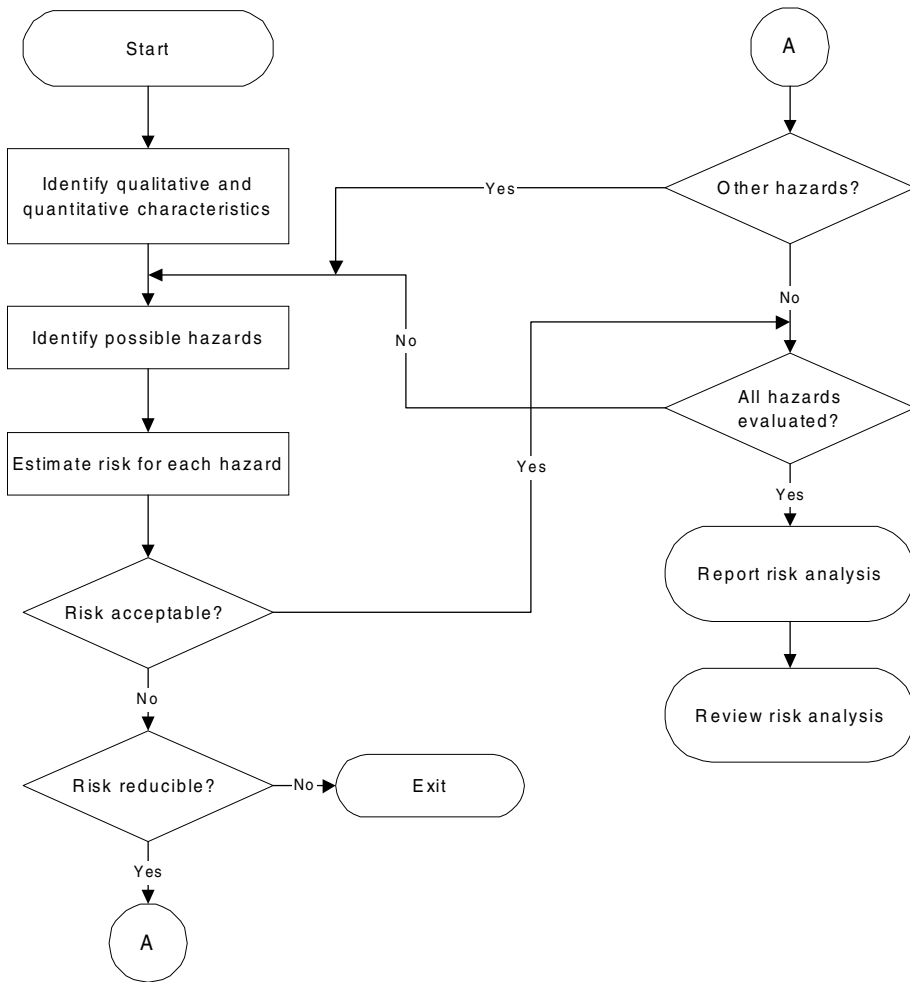 Start
Identify qualitative and
quantitative characteristics
Identify possible hazards
Estimate risk for each hazard
Risk acceptable?
Yes
No
Risk reducible?
No
Exit
Yes
A
A
Other hazards?
Yes
No
All hazards
evaluated?
No
Yes
Report risk analysis
Review risk analysis